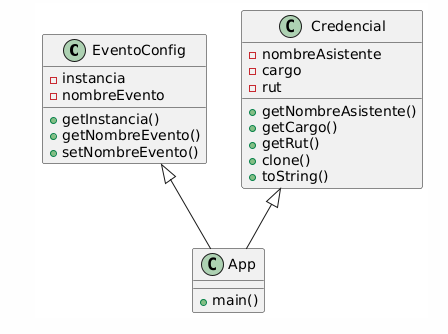 C EventoConfig
instancia
nombreEvento
getInstancia()
getNombreEvento()
setNombreEvento()
C Credencial
nombreAsistente
cargo
rut
getNombreAsistente()
getCargo()
getRut()
clone()
toString()
C App
main()